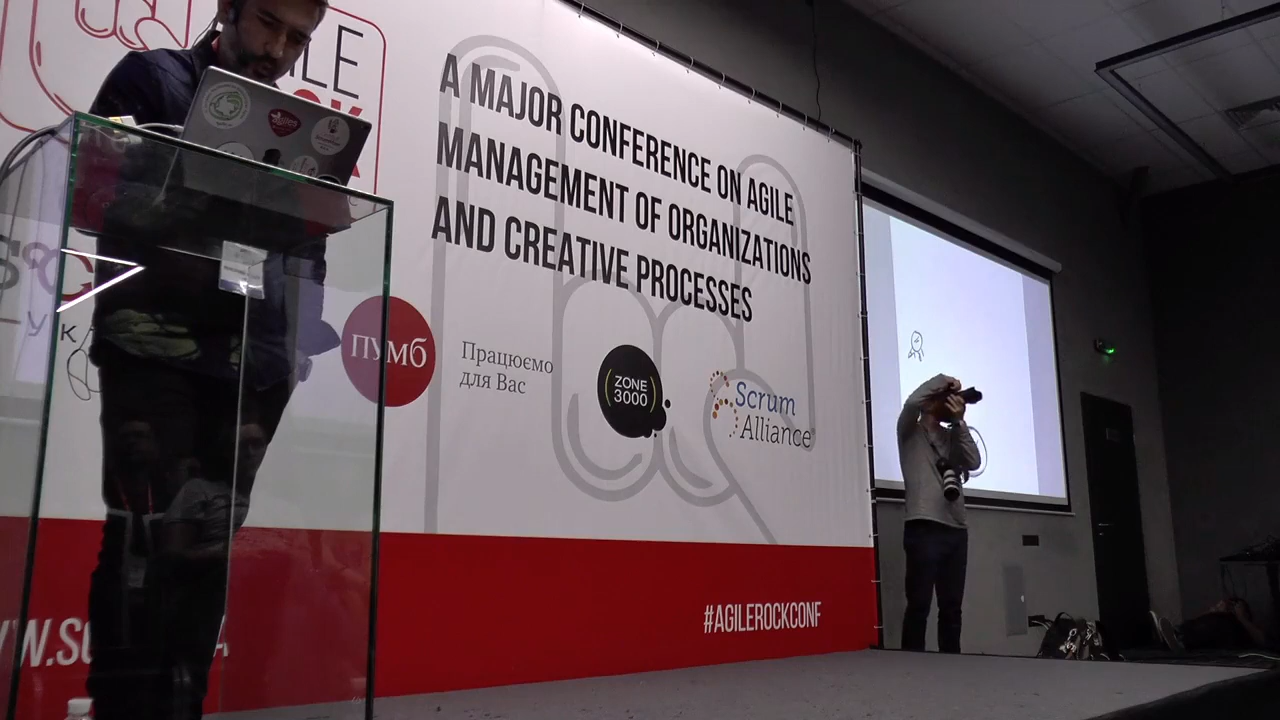 A MAJOR CONFERENCE ON AGILE
MANAGEMENT OF ORGANIZATIONS
AND CREATIVE PROCESSES
ПУМБ
Працюємо
для Вас
ZONE
3000
Scrum
Alliance®
#AGILEROCKCONF